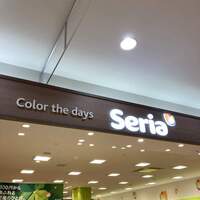 Color the days Seria